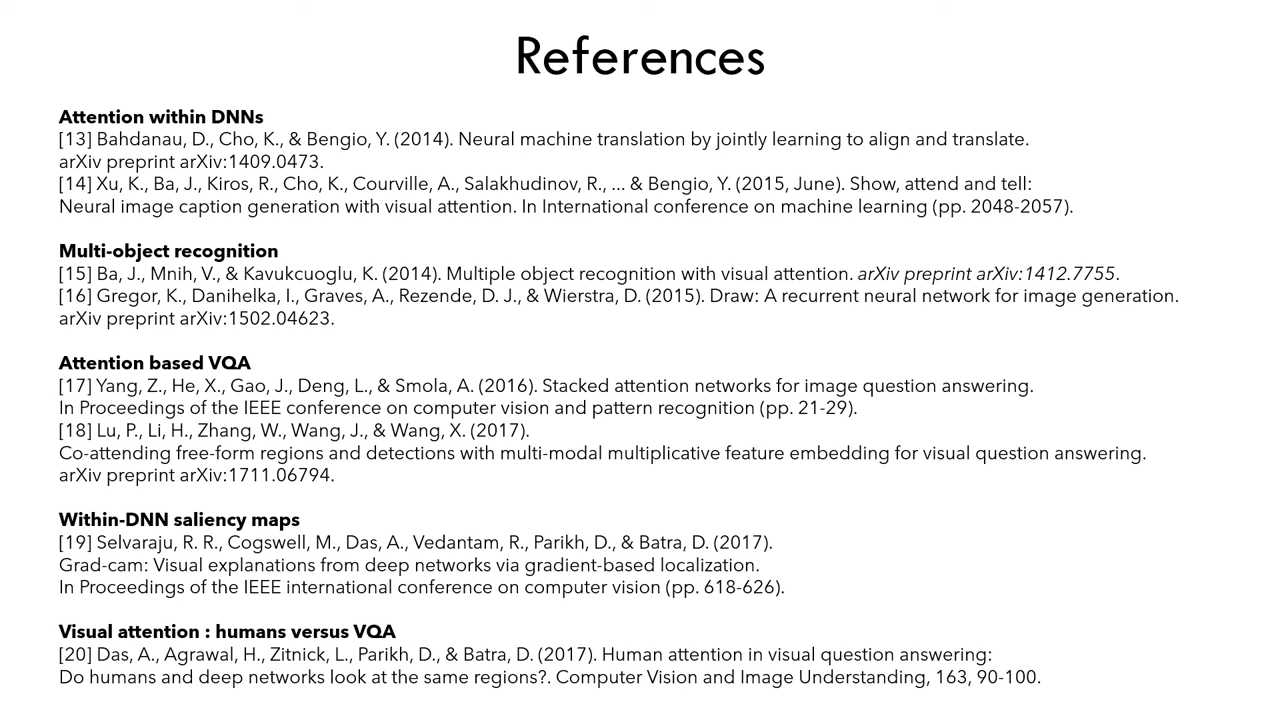 References
Attention within DNNs
[13] Bahdanau, D., Cho, K., & Bengio, Y. (2014). Neural machine translation by jointly learning to align and translate.
arXiv preprint arXiv:1409.0473.
[14] Xu, K., Ba, J., Kiros, R., Cho, K., Courville, A., Salakhudinov, R., ... & Bengio, Y. (2015, June). Show, attend and tell:
Neural image caption generation with visual attention. In International conference on machine learning (pp. 2048-2057).
Multi-object recognition
[15] Ba, J., Mnih, V., & Kavukcuoglu, K. (2014). Multiple object recognition with visual attention. arXiv preprint arXiv:1412.7755.
[16] Gregor, K., Danihelka, I., Graves, A., Rezende, D. J., & Wierstra, D. (2015). Draw: A recurrent neural network for image generation.
arXiv preprint arXiv:1502.04623.
Attention based VQA
[17] Yang, Z., He, X., Gao, J., Deng, L., & Smola, A. (2016). Stacked attention networks for image question answering.
In Proceedings of the IEEE conference on computer vision and pattern recognition (pp. 21-29).
[18] Lu, P., Li, H., Zhang, W., Wang, J., & Wang, X. (2017).
Co-attending free-form regions and detections with multi-modal multiplicative feature embedding for visual question answering.
arXiv preprint arXiv:1711.06794.
Within-DNN saliency maps
[19] Selvaraju, R. R., Cogswell, M., Das, A., Vedantam, R., Parikh, D., & Batra, D. (2017).
Grad-cam: Visual explanations from deep networks via gradient-based localization.
In Proceedings of the IEEE international conference on computer vision (pp. 618-626).
Visual attention : humans versus VQA
[20] Das, A., Agrawal, H., Zitnick, L., Parikh, D., & Batra, D. (2017). Human attention in visual question answering:
Do humans and deep networks look at the same regions?. Computer Vision and Image Understanding, 163, 90-100.